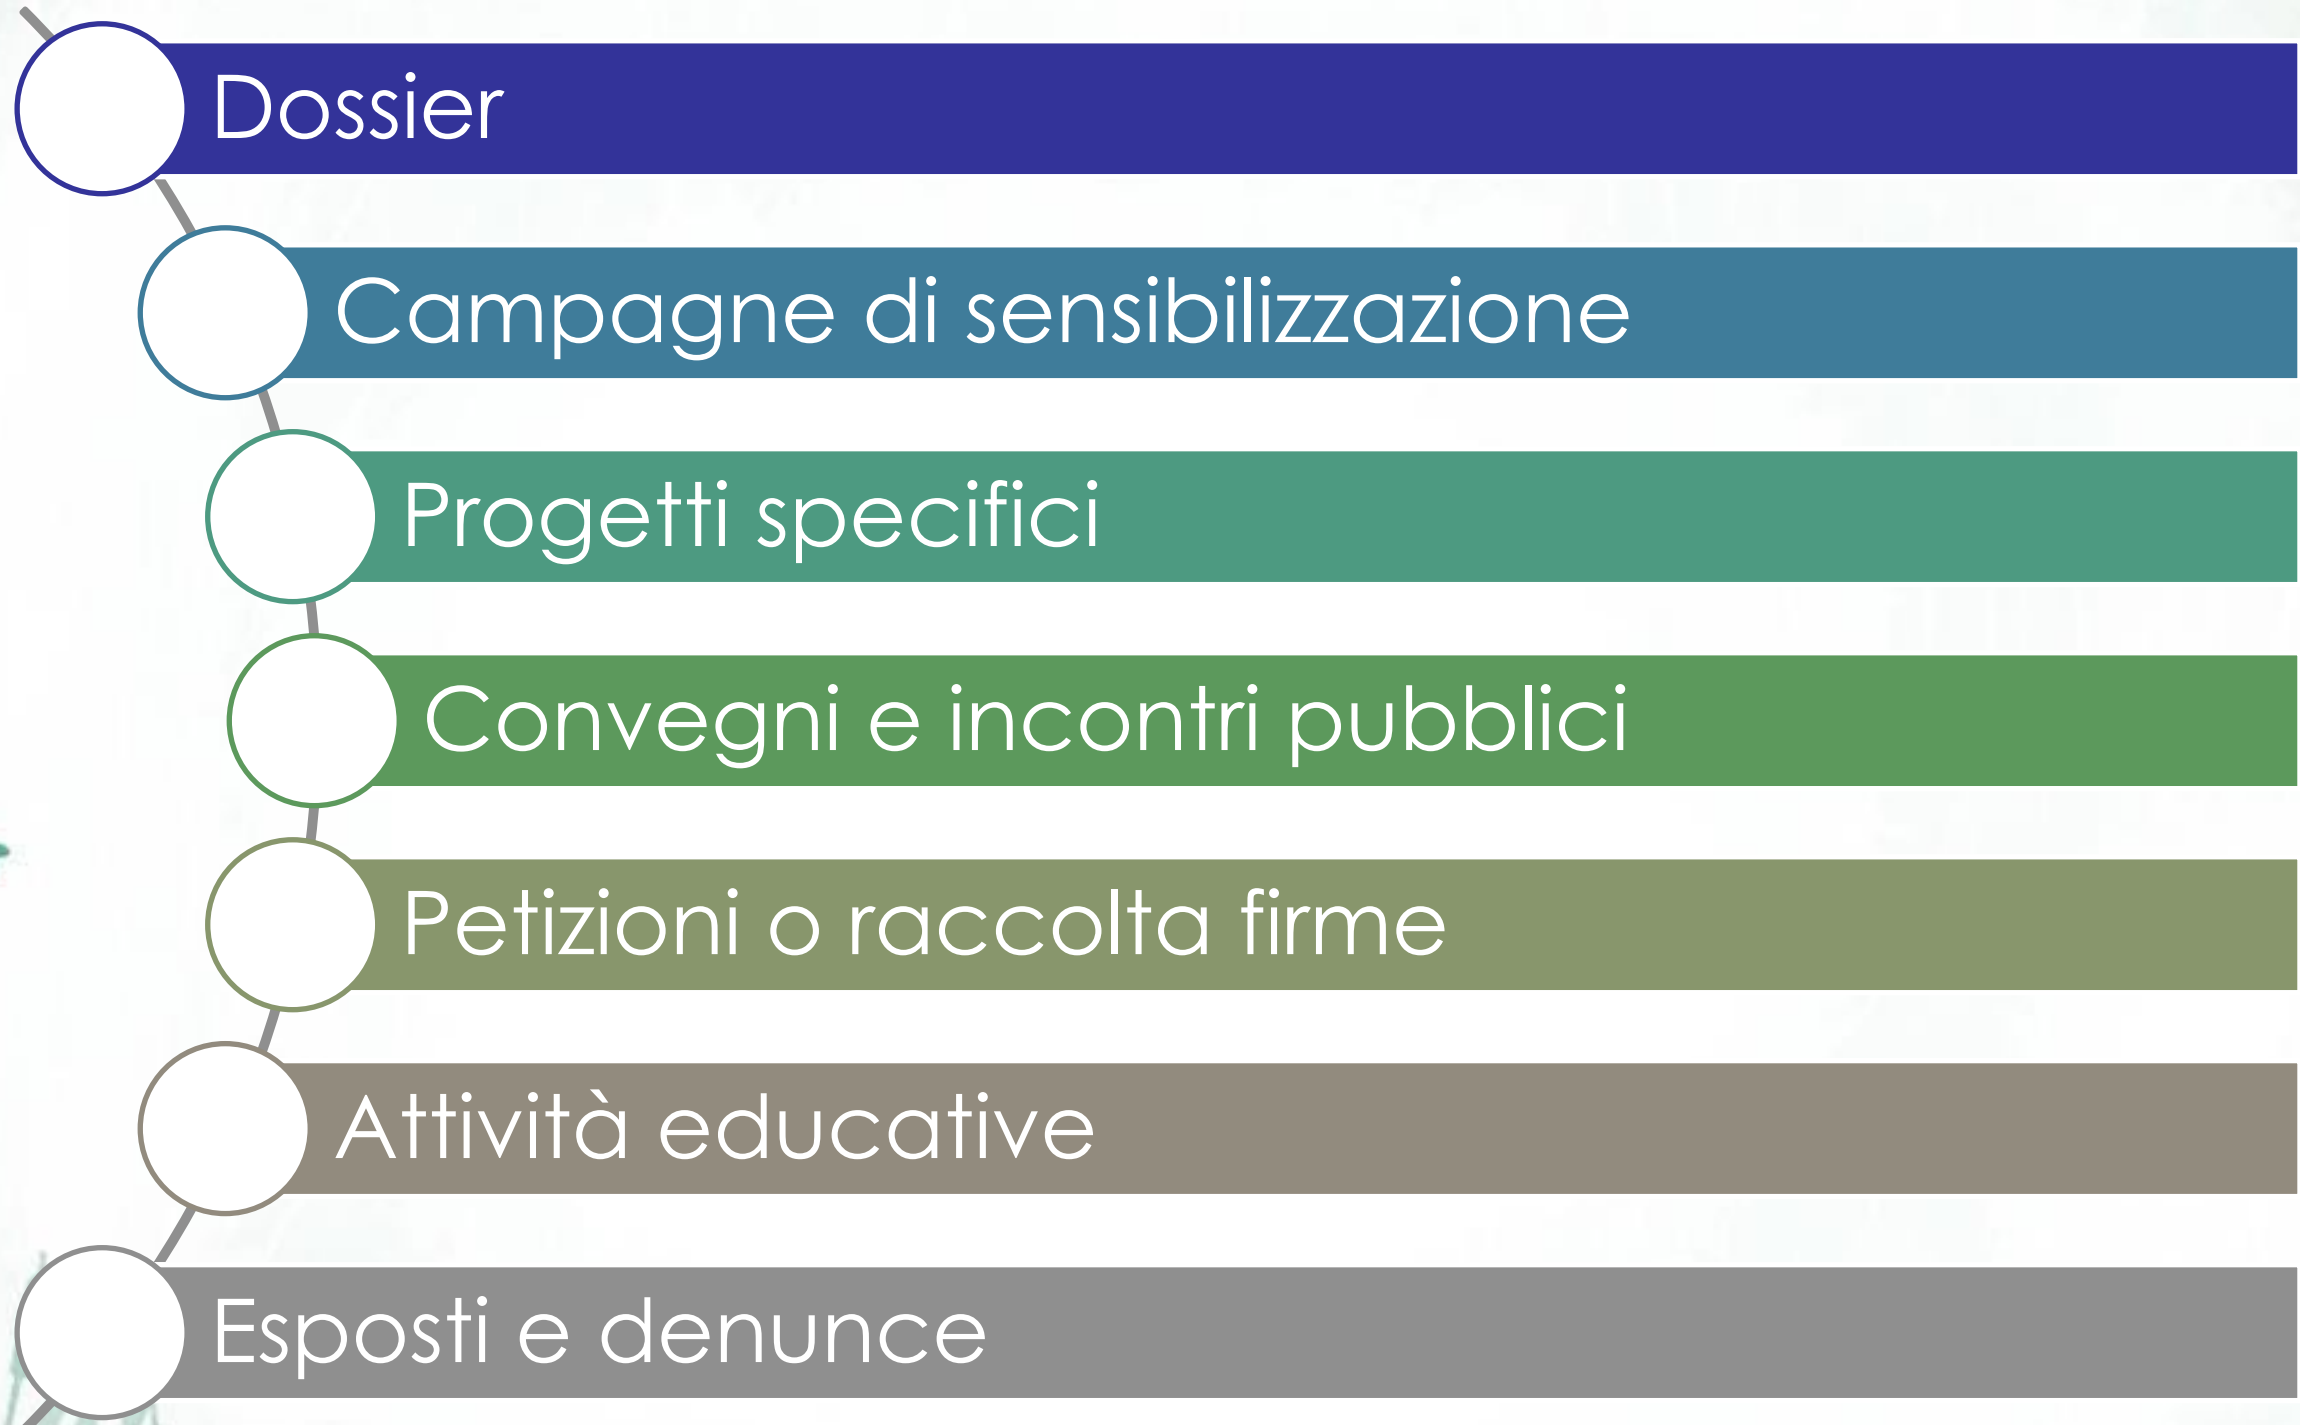 Dossier
Campagne di sensibilizzazione
Progetti specifici
Convegni e incontri pubblici
Petizioni o raccolta firme
Attività educative
Esposti e denunce